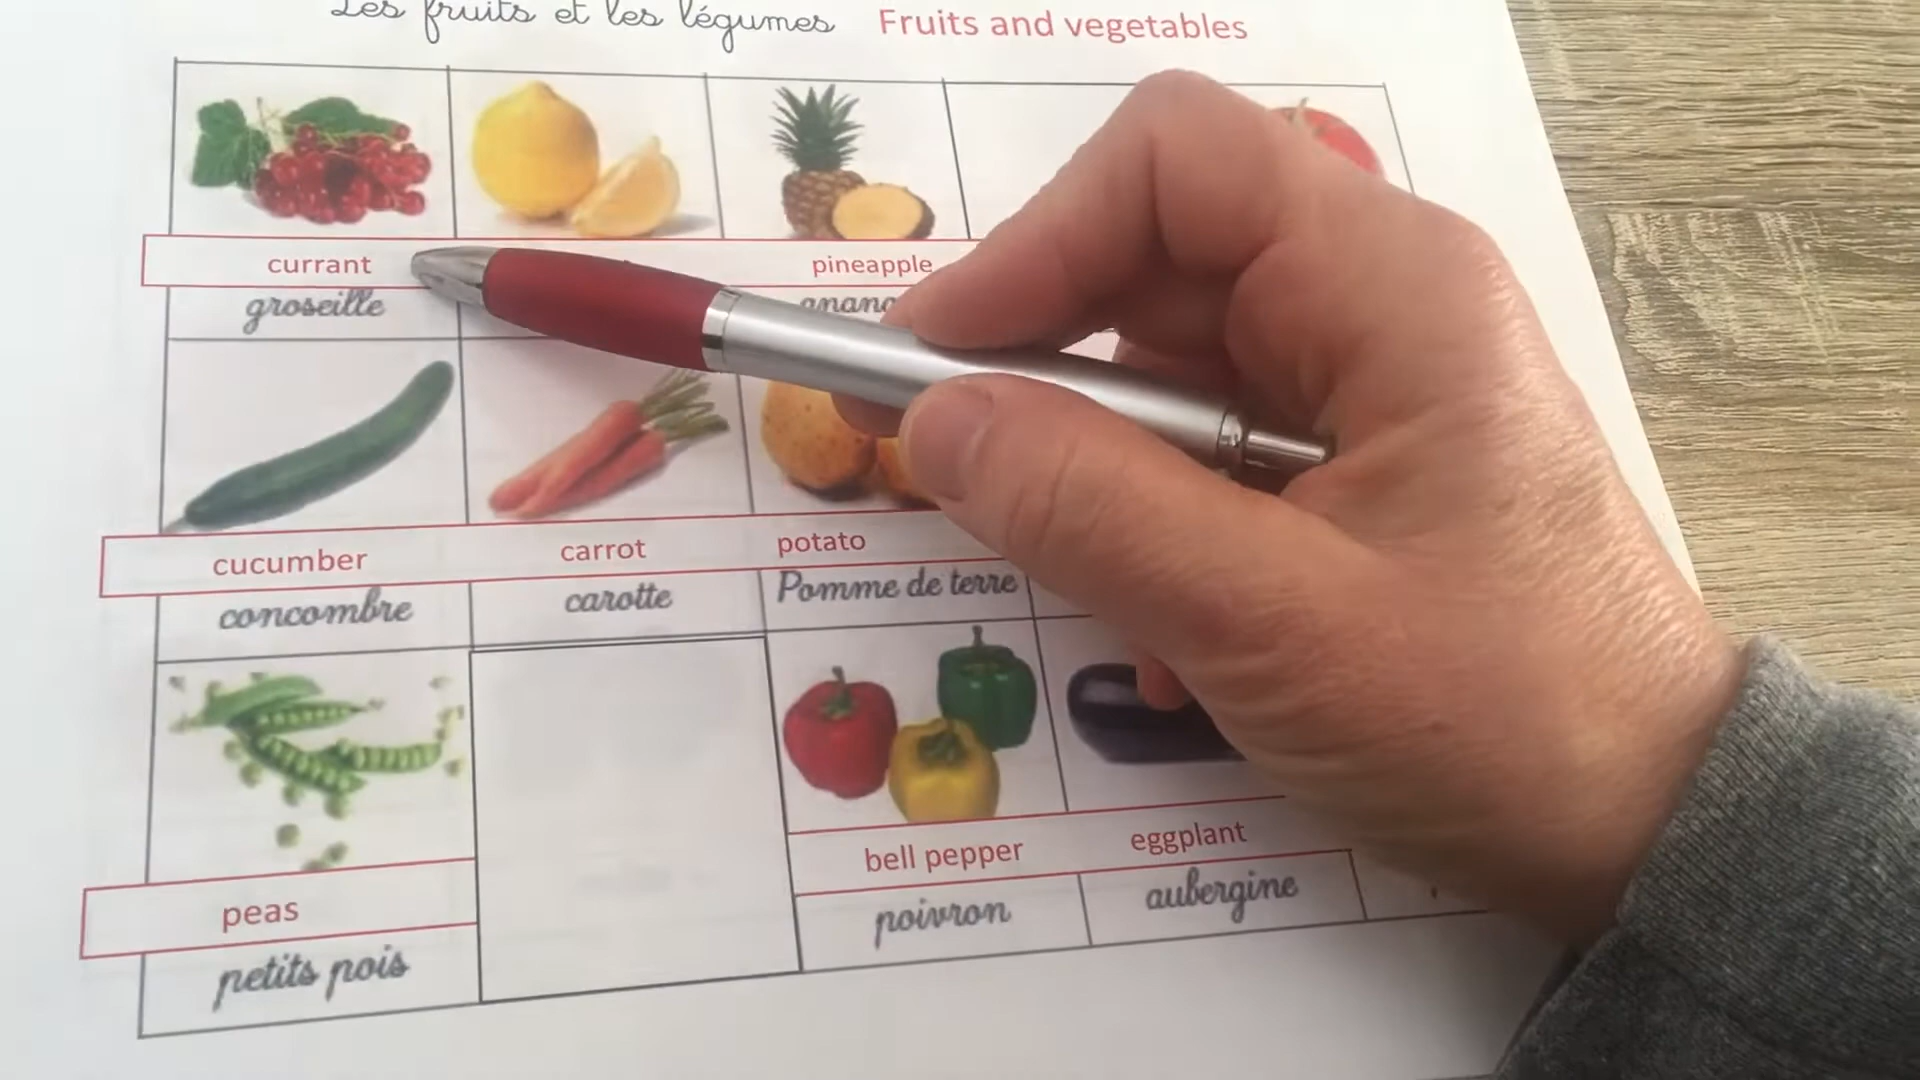 Les fruits et les légumes Fruits and vegetables
currant pineapple
groseille
cucumber carrot potato
concombre carotte Pomme de terre
bell pepper eggplant
peas
poivron aubergine
petits pois